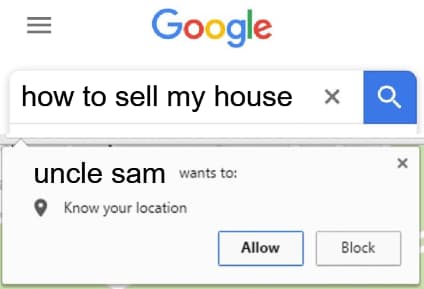 Google
how to sell my house
uncle sam wants to:
Know your location
Allow Block